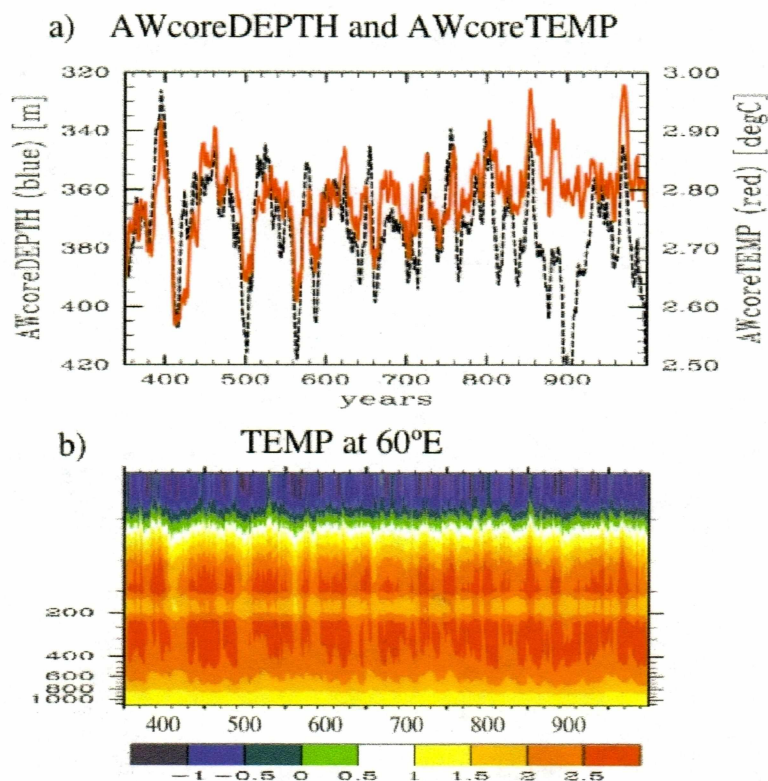 a) AWcoreDEPTH and AWcoreTEMP
320
340
360
380
400
420
AWcoreDEPTH (blue) [m]
3.00
2.90
2.80
2.70
2.60
2.50
AWcoreTEMP (red) [degC]
400 500 600 700 800 900
years
b) TEMP at 60ºE
200
400
600
800
1000
400 500 600 700 800 900
-1 -0.5 0 0.5 1 1.5 2 2.5